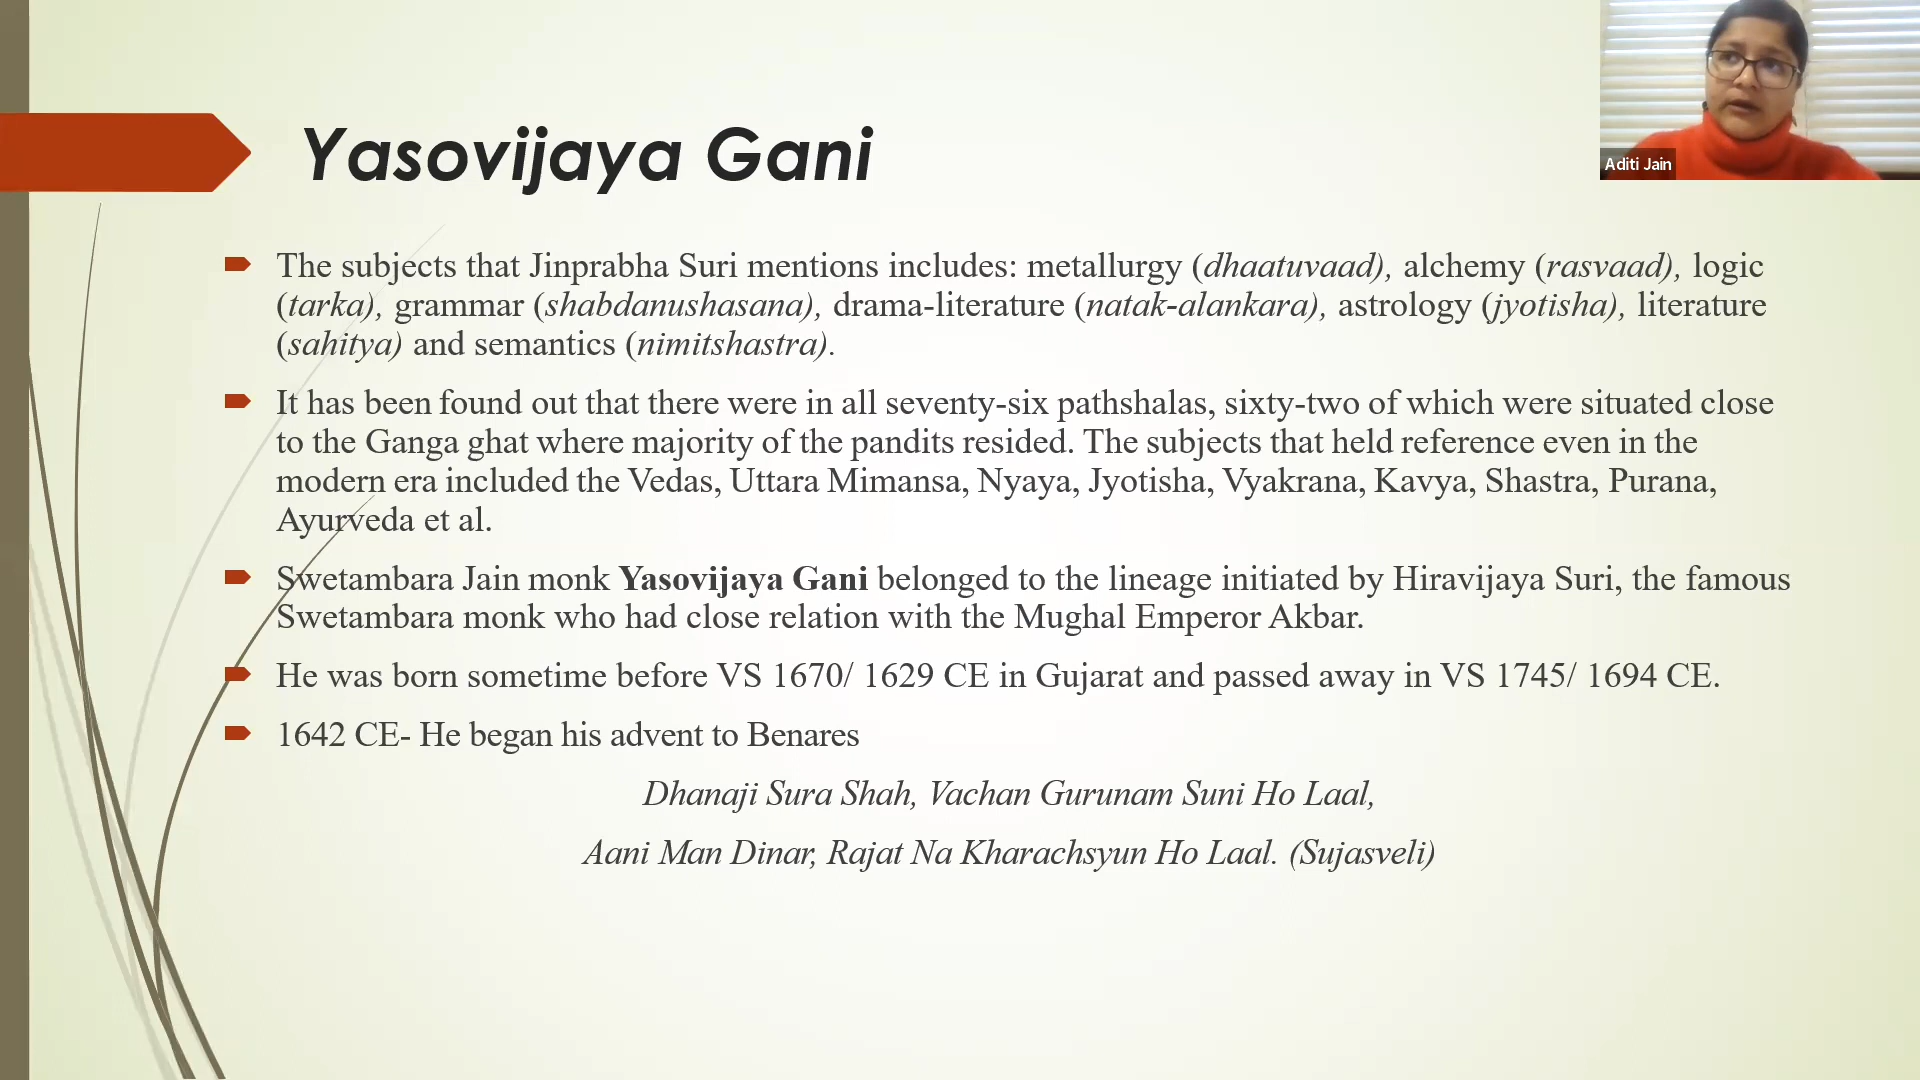 Yasovijaya Gani
Aditi Jain
The subjects that Jinprabha Suri mentions includes: metallurgy (dhaatuvaad), alchemy (rasvaad), logic
(tarka), grammar (shabdanushasana), drama-literature (natak-alankara), astrology (jyotisha), literature
(sahitya) and semantics (nimitshastra).
It has been found out that there were in all seventy-six pathshalas, sixty-two of which were situated close
to the Ganga ghat where majority of the pandits resided. The subjects that held reference even in the
modern era included the Vedas, Uttara Mimansa, Nyaya, Jyotisha, Vyakrana, Kavya, Shastra, Purana,
Ayurveda et al.
Swetambara Jain monk Yasovijaya Gani belonged to the lineage initiated by Hiravijaya Suri, the famous
Swetambara monk who had close relation with the Mughal Emperor Akbar.
He was born sometime before VS 1670/ 1629 CE in Gujarat and passed away in VS 1745/ 1694 CE.
1642 CE- He began his advent to Benares
Dhanaji Sura Shah, Vachan Gurunam Suni Ho Laal,
Aani Man Dinar, Rajat Na Kharachsyun Ho Laal. (Sujasveli)